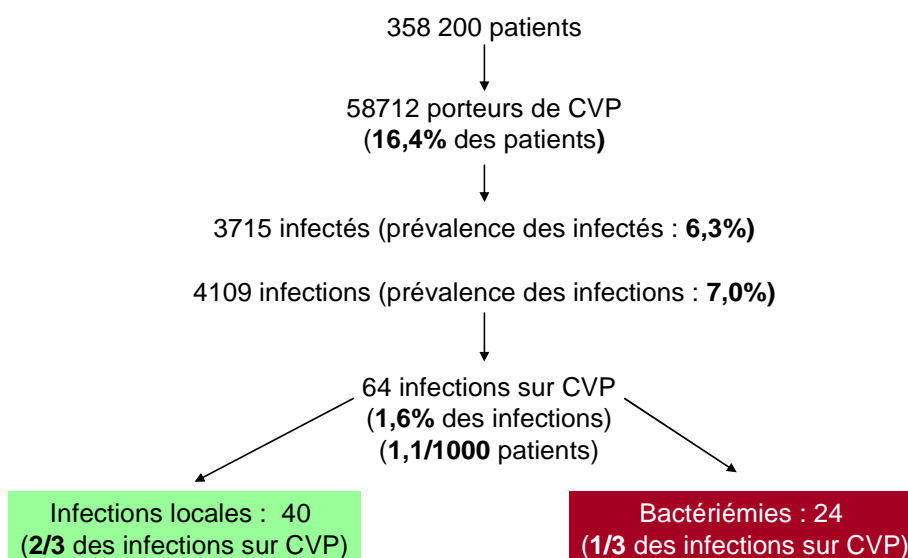 358 200 patients
58712 porteurs de CVP
(16,4% des patients)
3715 infectés (prévalence des infectés : 6,3%)
4109 infections (prévalence des infections : 7,0%)
64 infections sur CVP
(1,6% des infections)
(1,1/1000 patients)
Infections locales : 40
(2/3 des infections sur CVP)
Bactériémies : 24
(1/3 des infections sur CVP)